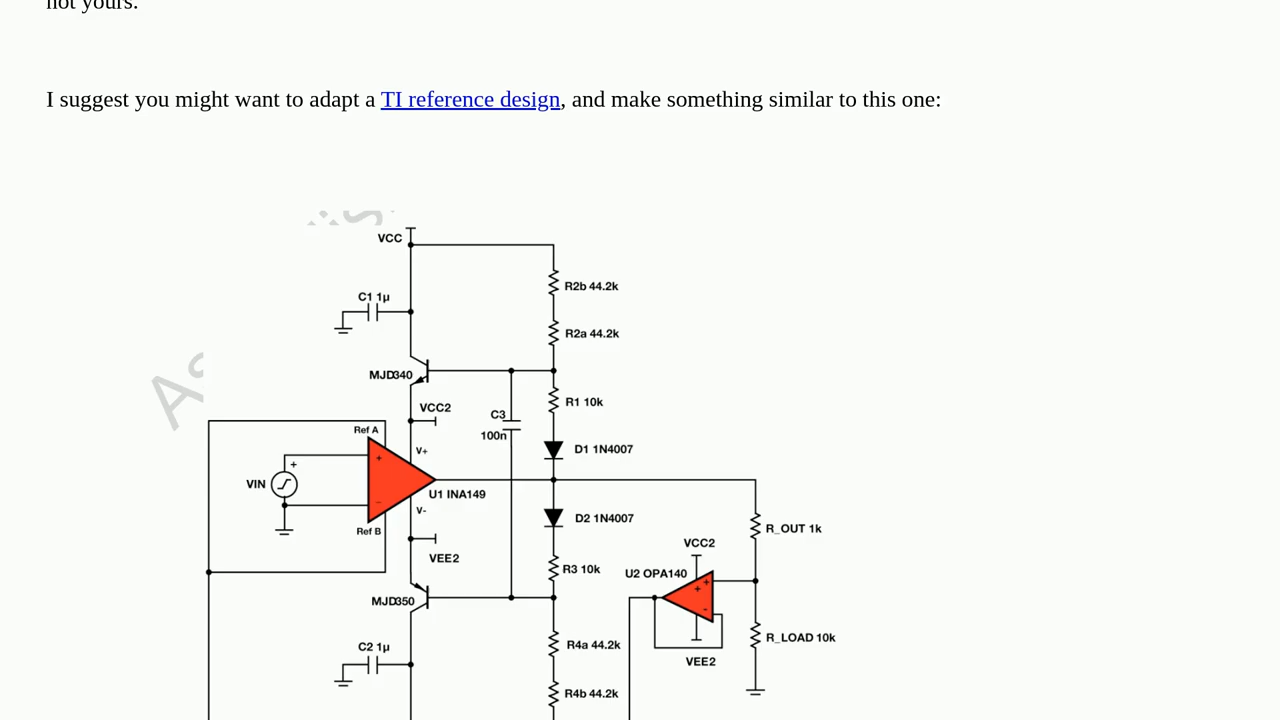 not yours.
I suggest you might want to adapt a TI reference design, and make something similar to this one:
VCC
R2b 44.2k
C1 1µ
R2a 44.2k
MJD340
R1 10k
VCC2
C3
100n
Ref A
D1 1N4007
V+
+
+
VIN
U1 INA149
-
V-
D2 1N4007
Ref B
R_OUT 1k
VCC2
VEE2
R3 10k
U2 OPA140
+
+
MJD350
-
R_LOAD 10k
R4a 44.2k
C2 1µ
VEE2
R4b 44.2k